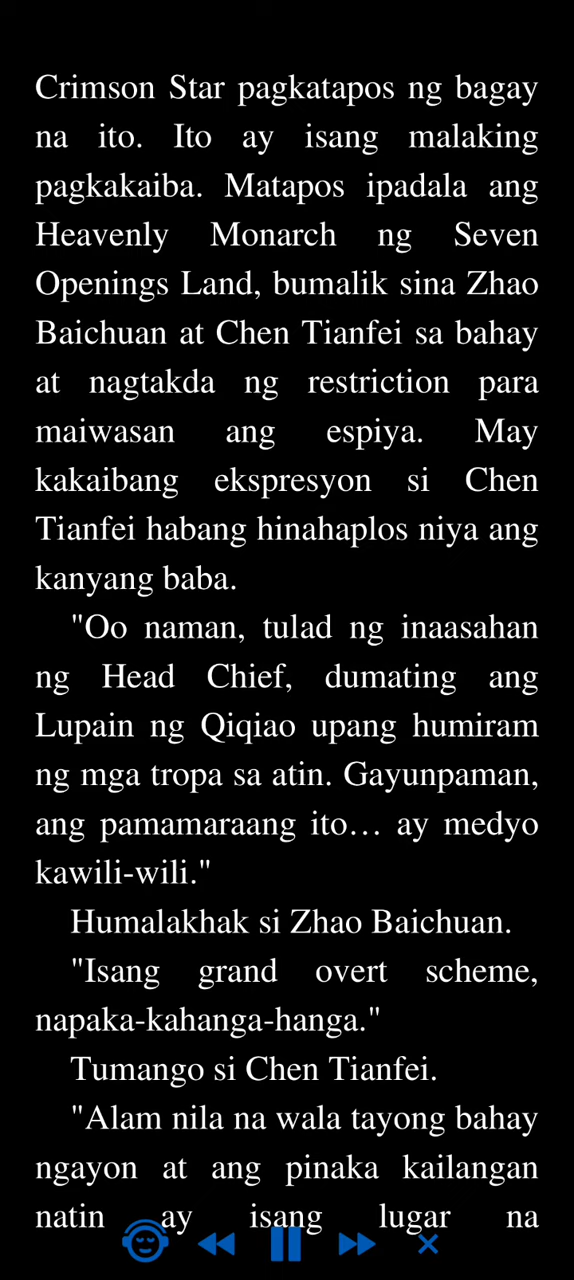 Crimson Star pagkatapos ng bagay
na ito. Ito ay isang malaking
pagkakaiba. Matapos ipadala ang
Heavenly Monarch ng Seven
Openings Land, bumalik sina Zhao
Baichuan at Chen Tianfei sa bahay
at nagtakda ng restriction para
maiwasan ang espiya. May
kakaibang ekspresyon si Chen
Tianfei habang hinahaplos niya ang
kanyang baba.
"Oo naman, tulad ng inaasahan
ng Head Chief, dumating ang
Lupain ng Qiqiao upang humiram
ng mga tropa sa atin. Gayunpaman,
ang pamamaraang ito… ay medyo
kawili-wili."
Humalakhak si Zhao Baichuan.
"Isang grand overt scheme,
napaka-kahanga-hanga."
Tumango si Chen Tianfei.
"Alam nila na wala tayong bahay
ngayon at ang pinaka kailangan
natin ay isang lugar na